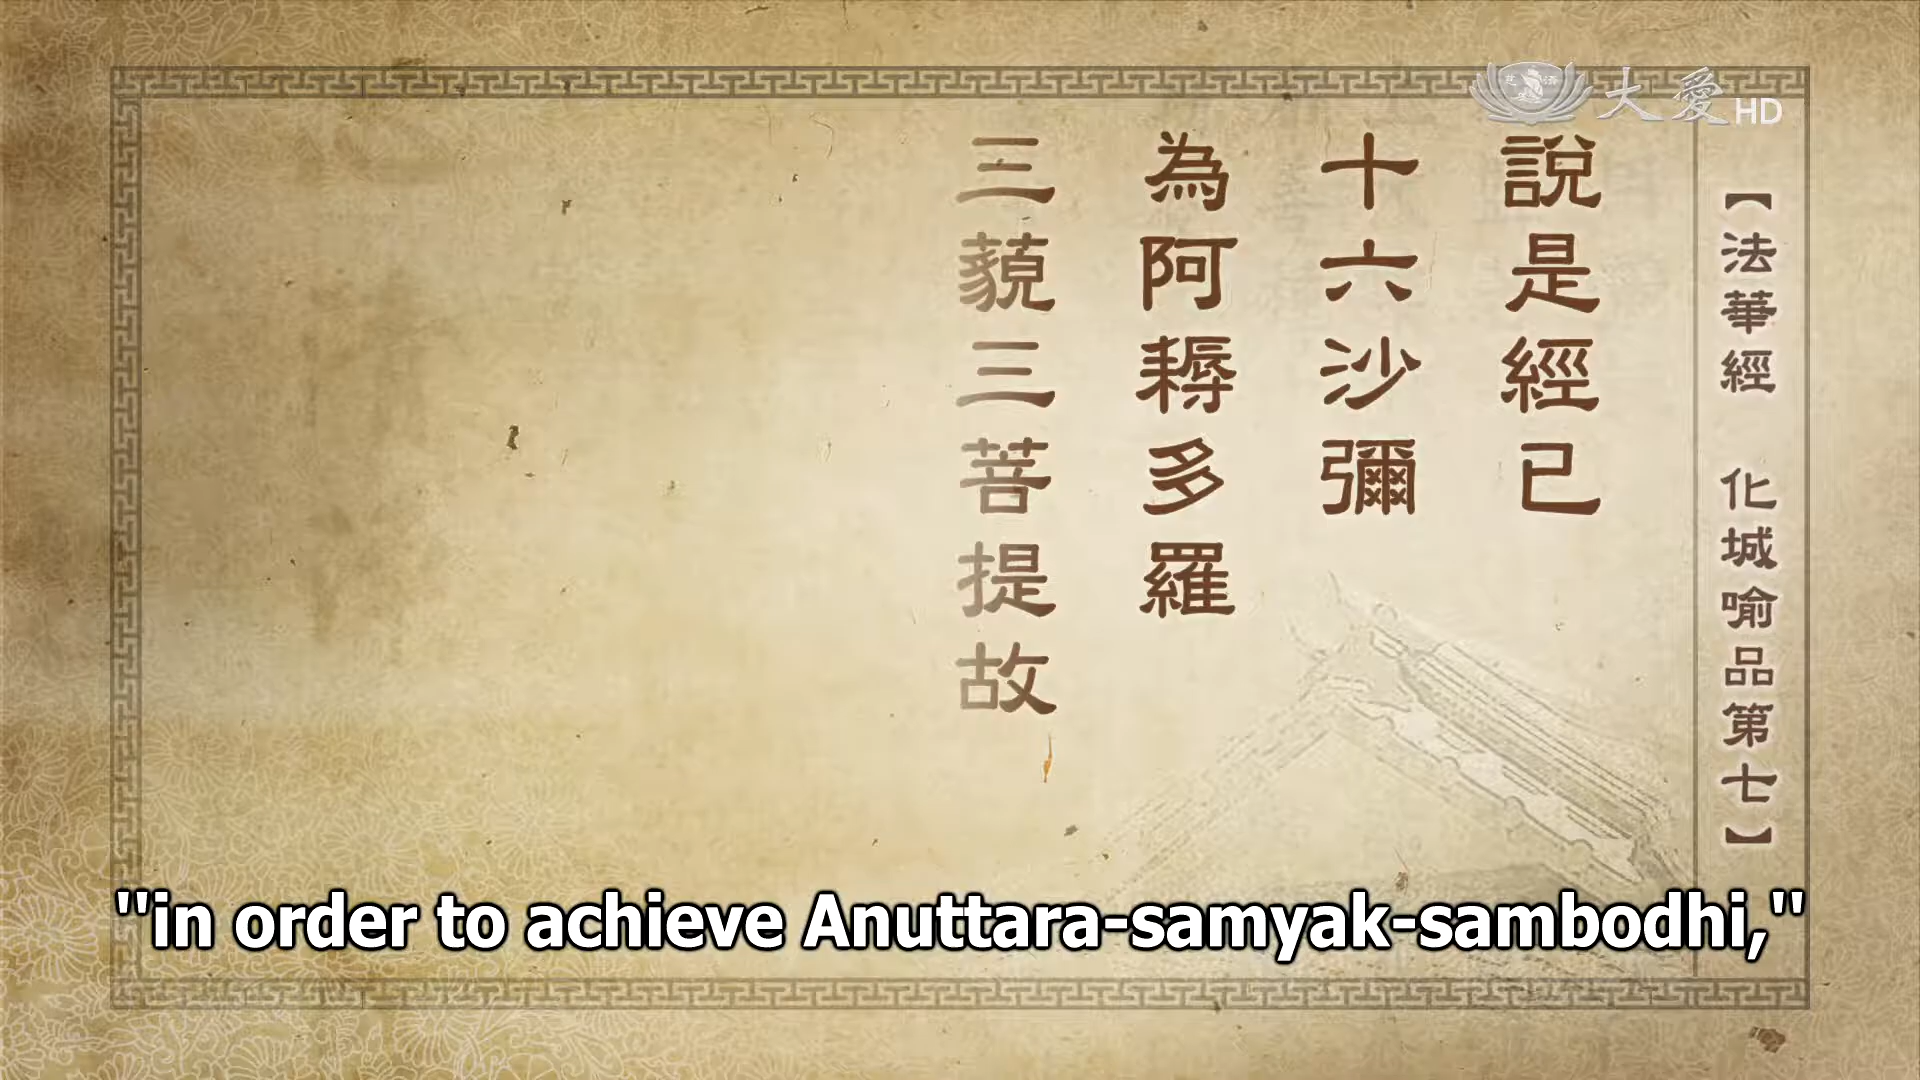 大愛HD
【法華經 化城喻品第七】
說是經已
十六沙彌
為阿耨多羅
三藐三菩提故
"in order to achieve Anuttara-samyak-sambodhi,"